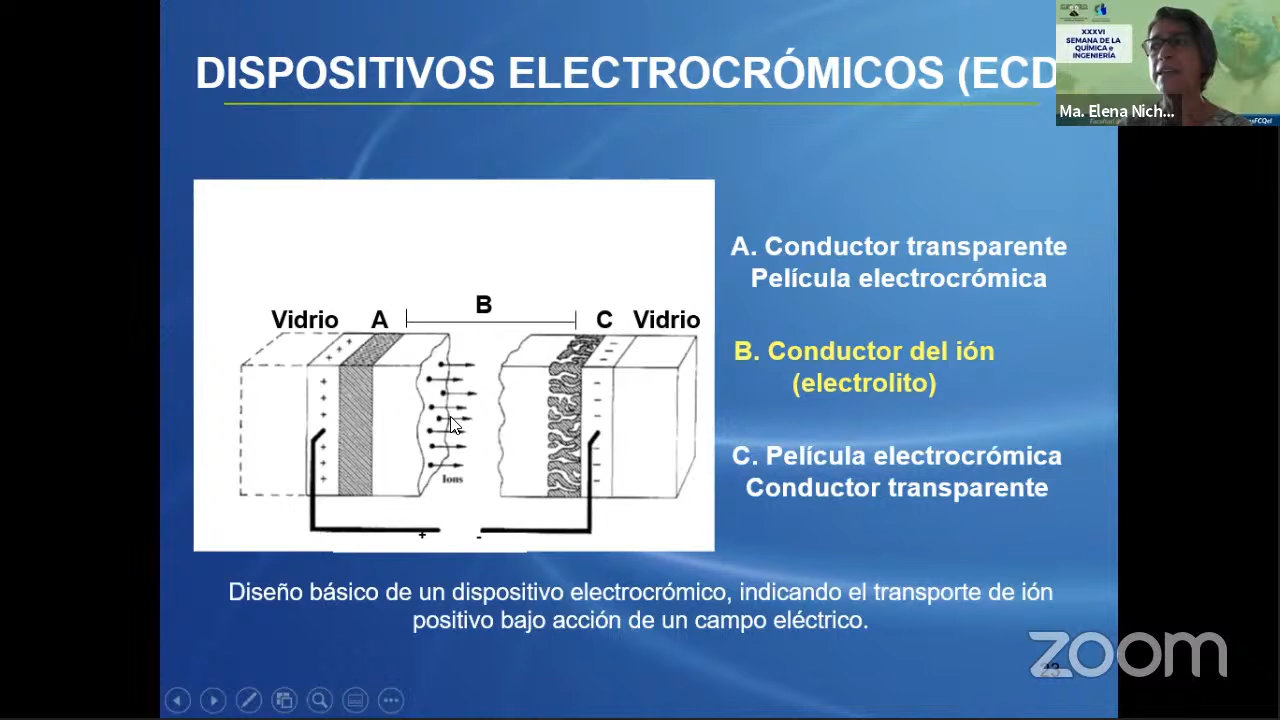 DISPOSITIVOS ELECTROCRÓMICOS (ECD
XXXVI
SEMANA DE LA
QUÍMICA e
INGENIERÍA
Ma. Elena Nich...
A. Conductor transparente
Película electrocrómica
B. Conductor del ión
(electrolito)
C. Película electrocrómica
Conductor transparente
B
Vidrio A C Vidrio
+ + +
- -
+
+
+
+
+
-
-
-
-
-
Ions
+ -
Diseño básico de un dispositivo electrocrómico, indicando el transporte de ión
positivo bajo acción de un campo eléctrico.
23
zoom